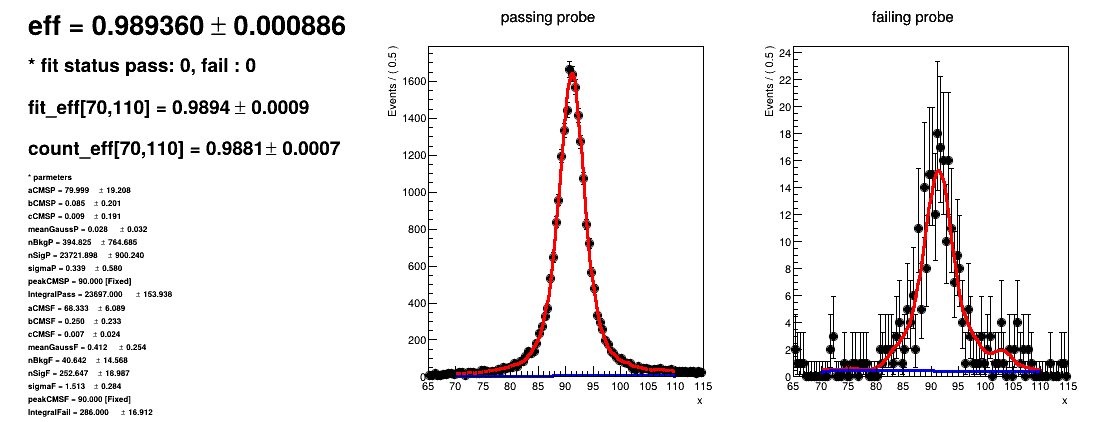 eff = 0.989360 ± 0.000886
* fit status pass: 0, fail : 0
fit_eff[70,110] = 0.9894 ± 0.0009
count_eff[70,110] = 0.9881± 0.0007
* parmeters
aCMSP = 79.999 ± 19.208
bCMSP = 0.085 ± 0.201
cCMSP = 0.009 ± 0.191
meanGaussP = 0.028 ± 0.032
nBkgP = 394.825 ± 764.685
nSigP = 23721.898 ± 900.240
sigmaP = 0.339 ± 0.580
peakCMSP = 90.000 [Fixed]
IntegralPass = 23697.000 ± 153.938
aCMSF = 68.333 ± 6.089
bCMSF = 0.250 ± 0.233
cCMSF = 0.007 ± 0.024
meanGaussF = 0.412 ± 0.254
nBkgF = 40.642 ± 14.568
nSigF = 252.647 ± 18.987
sigmaF = 1.513 ± 0.284
peakCMSF = 90.000 [Fixed]
IntegralFail = 286.000 ± 16.912
passing probe
Events / ( 0.5 )
1600
1400
1200
1000
800
600
400
200
0
65 70 75 80 85 90 95 100 105 110 115
x
failing probe
Events / ( 0.5 )
24
22
20
18
16
14
12
10
8
6
4
2
0
65 70 75 80 85 90 95 100 105 110 115
x